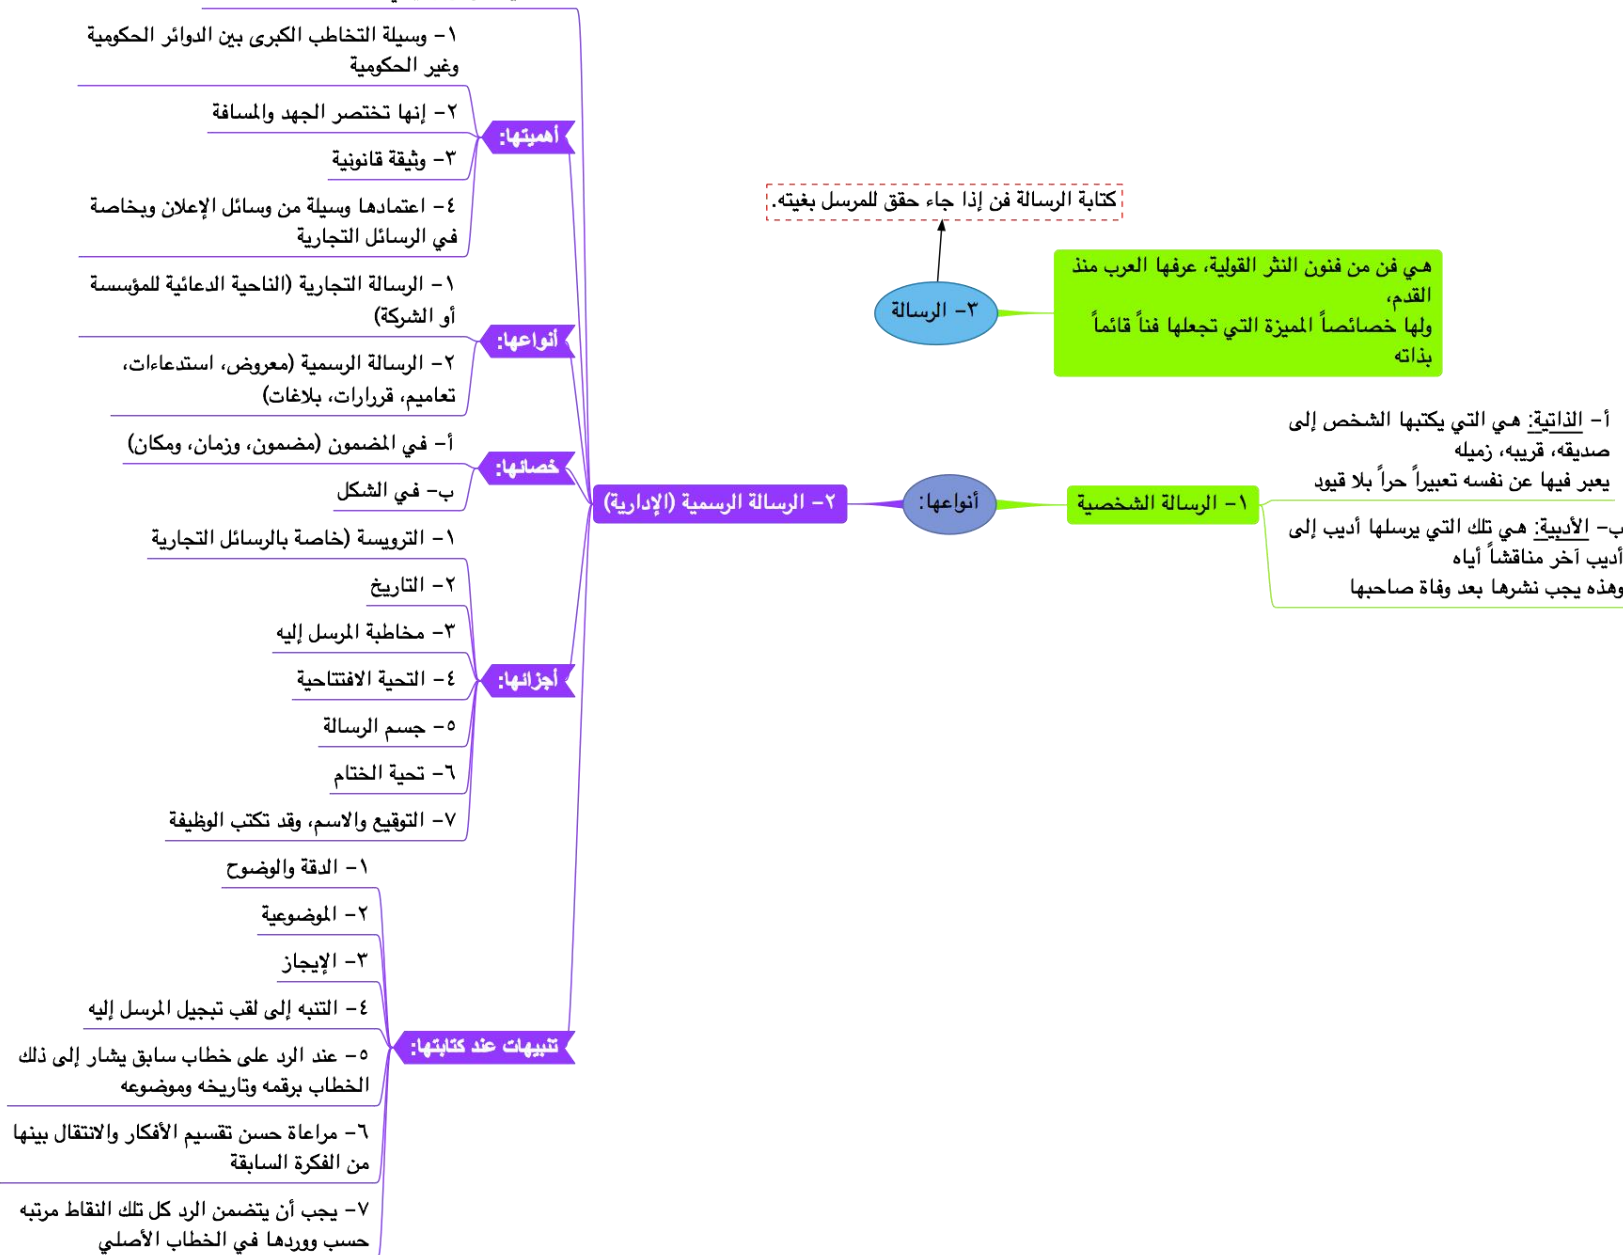 كتابة الرسالة فن إذا جاء حقق للمرسل بغيته.
٣- الرسالة
هي فن من فنون النثر القولية، عرفها العرب منذ
القدم،
ولها خصائصاً المميزة التي تجعلها فناً قائماً
بذاته
أنواعها:
١- الرسالة الشخصية
أ- الذاتية: هي التي يكتبها الشخص إلى
صديقه، قريبه، زميله
يعبر فيها عن نفسه تعبيراً حراً بلا قيود
ب- الأدبية: هي تلك التي يرسلها أديب إلى
أديب آخر مناقشاً أياه
وهذه يجب نشرها بعد وفاة صاحبها
٢- الرسالة الرسمية (الإدارية)
أهميتها:
١- وسيلة التخاطب الكبرى بين الدوائر الحكومية
وغير الحكومية
٢- إنها تختصر الجهد والمسافة
٣- وثيقة قانونية
٤- اعتمادها وسيلة من وسائل الإعلان وبخاصة
في الرسائل التجارية
أنواعها:
١- الرسالة التجارية (الناحية الدعائية للمؤسسة
أو الشركة)
٢- الرسالة الرسمية (معروض، استدعاءات،
تعاميم، قررارات، بلاغات)
خصائها:
أ- في المضمون (مضمون، وزمان، ومكان)
ب- في الشكل
أجزائها:
١- الترويسة (خاصة بالرسائل التجارية
٢- التاريخ
٣- مخاطبة المرسل إليه
٤- التحية الافتتاحية
٥- جسم الرسالة
٦- تحية الختام
٧- التوقيع والاسم، وقد تكتب الوظيفة
تنبيهات عند كتابتها:
١- الدقة والوضوح
٢- الموضوعية
٣- الإيجاز
٤- التنبه إلى لقب تبجيل المرسل إليه
٥- عند الرد على خطاب سابق يشار إلى ذلك
الخطاب برقمه وتاريخه وموضوعه
٦- مراعاة حسن تقسيم الأفكار والانتقال بينها
من الفكرة السابقة
٧- يجب أن يتضمن الرد كل تلك النقاط مرتبه
حسب ووردها في الخطاب الأصلي